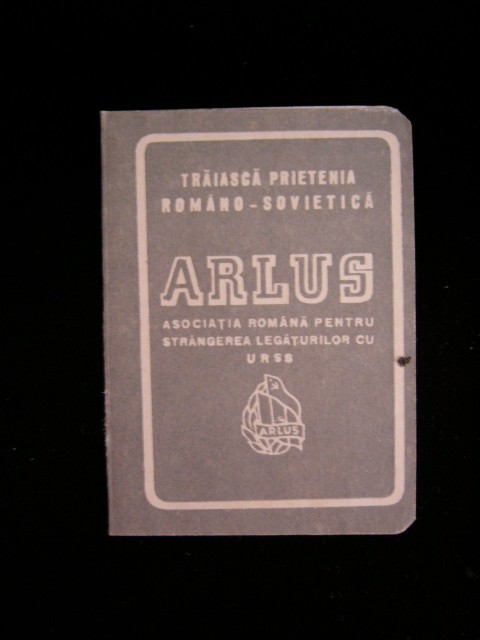 TRĂIASCĂ PRIETENIA
ROMÂNO-SOVIETICĂ
ARLUS
ASOCIAȚIA ROMÂNĂ PENTRU
STRÂNGEREA LEGĂTURILOR CU
URSS
ARLUS